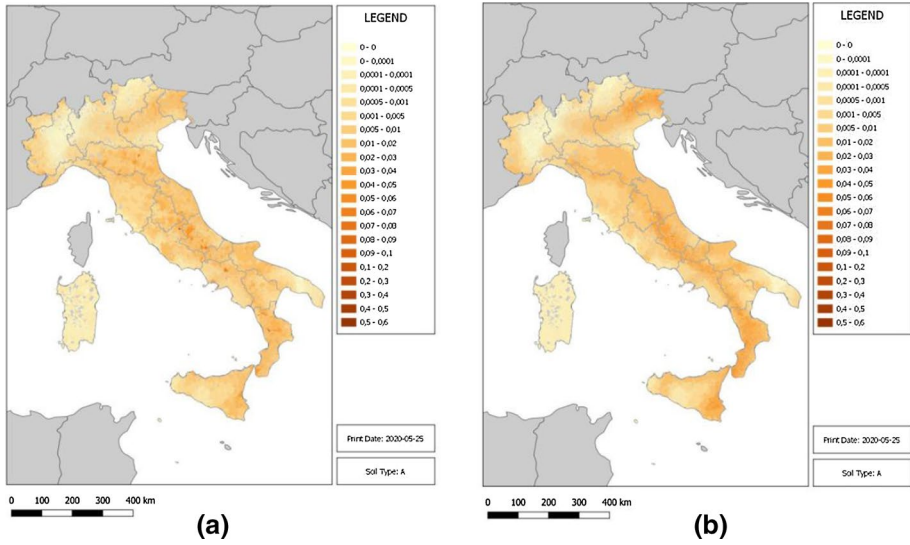 LEGEND
0 - 0
0 - 0,0001
0,0001 - 0,0001
0,0001 - 0,0005
0,0005 - 0,001
0,001 - 0,005
0,005 - 0,01
0,01 - 0,02
0,02 - 0,03
0,03 - 0,04
0,04 - 0,05
0,05 - 0,06
0,06 - 0,07
0,07 - 0,08
0,08 - 0,09
0,09 - 0,1
0,1 - 0,2
0,2 - 0,3
0,3 - 0,4
0,4 - 0,5
0,5 - 0,6
Print Date: 2020-05-25
Soil Type: A
0 100 200 300 400 km
(a)
LEGEND
0 - 0
0 - 0,0001
0,0001 - 0,0001
0,0001 - 0,0005
0,0005 - 0,001
0,001 - 0,005
0,005 - 0,01
0,01 - 0,02
0,02 - 0,03
0,03 - 0,04
0,04 - 0,05
0,05 - 0,06
0,06 - 0,07
0,07 - 0,08
0,08 - 0,09
0,09 - 0,1
0,1 - 0,2
0,2 - 0,3
0,3 - 0,4
0,4 - 0,5
0,5 - 0,6
Print Date: 2020-05-25
Soil Type: A
0 100 200 300 400 km
(b)